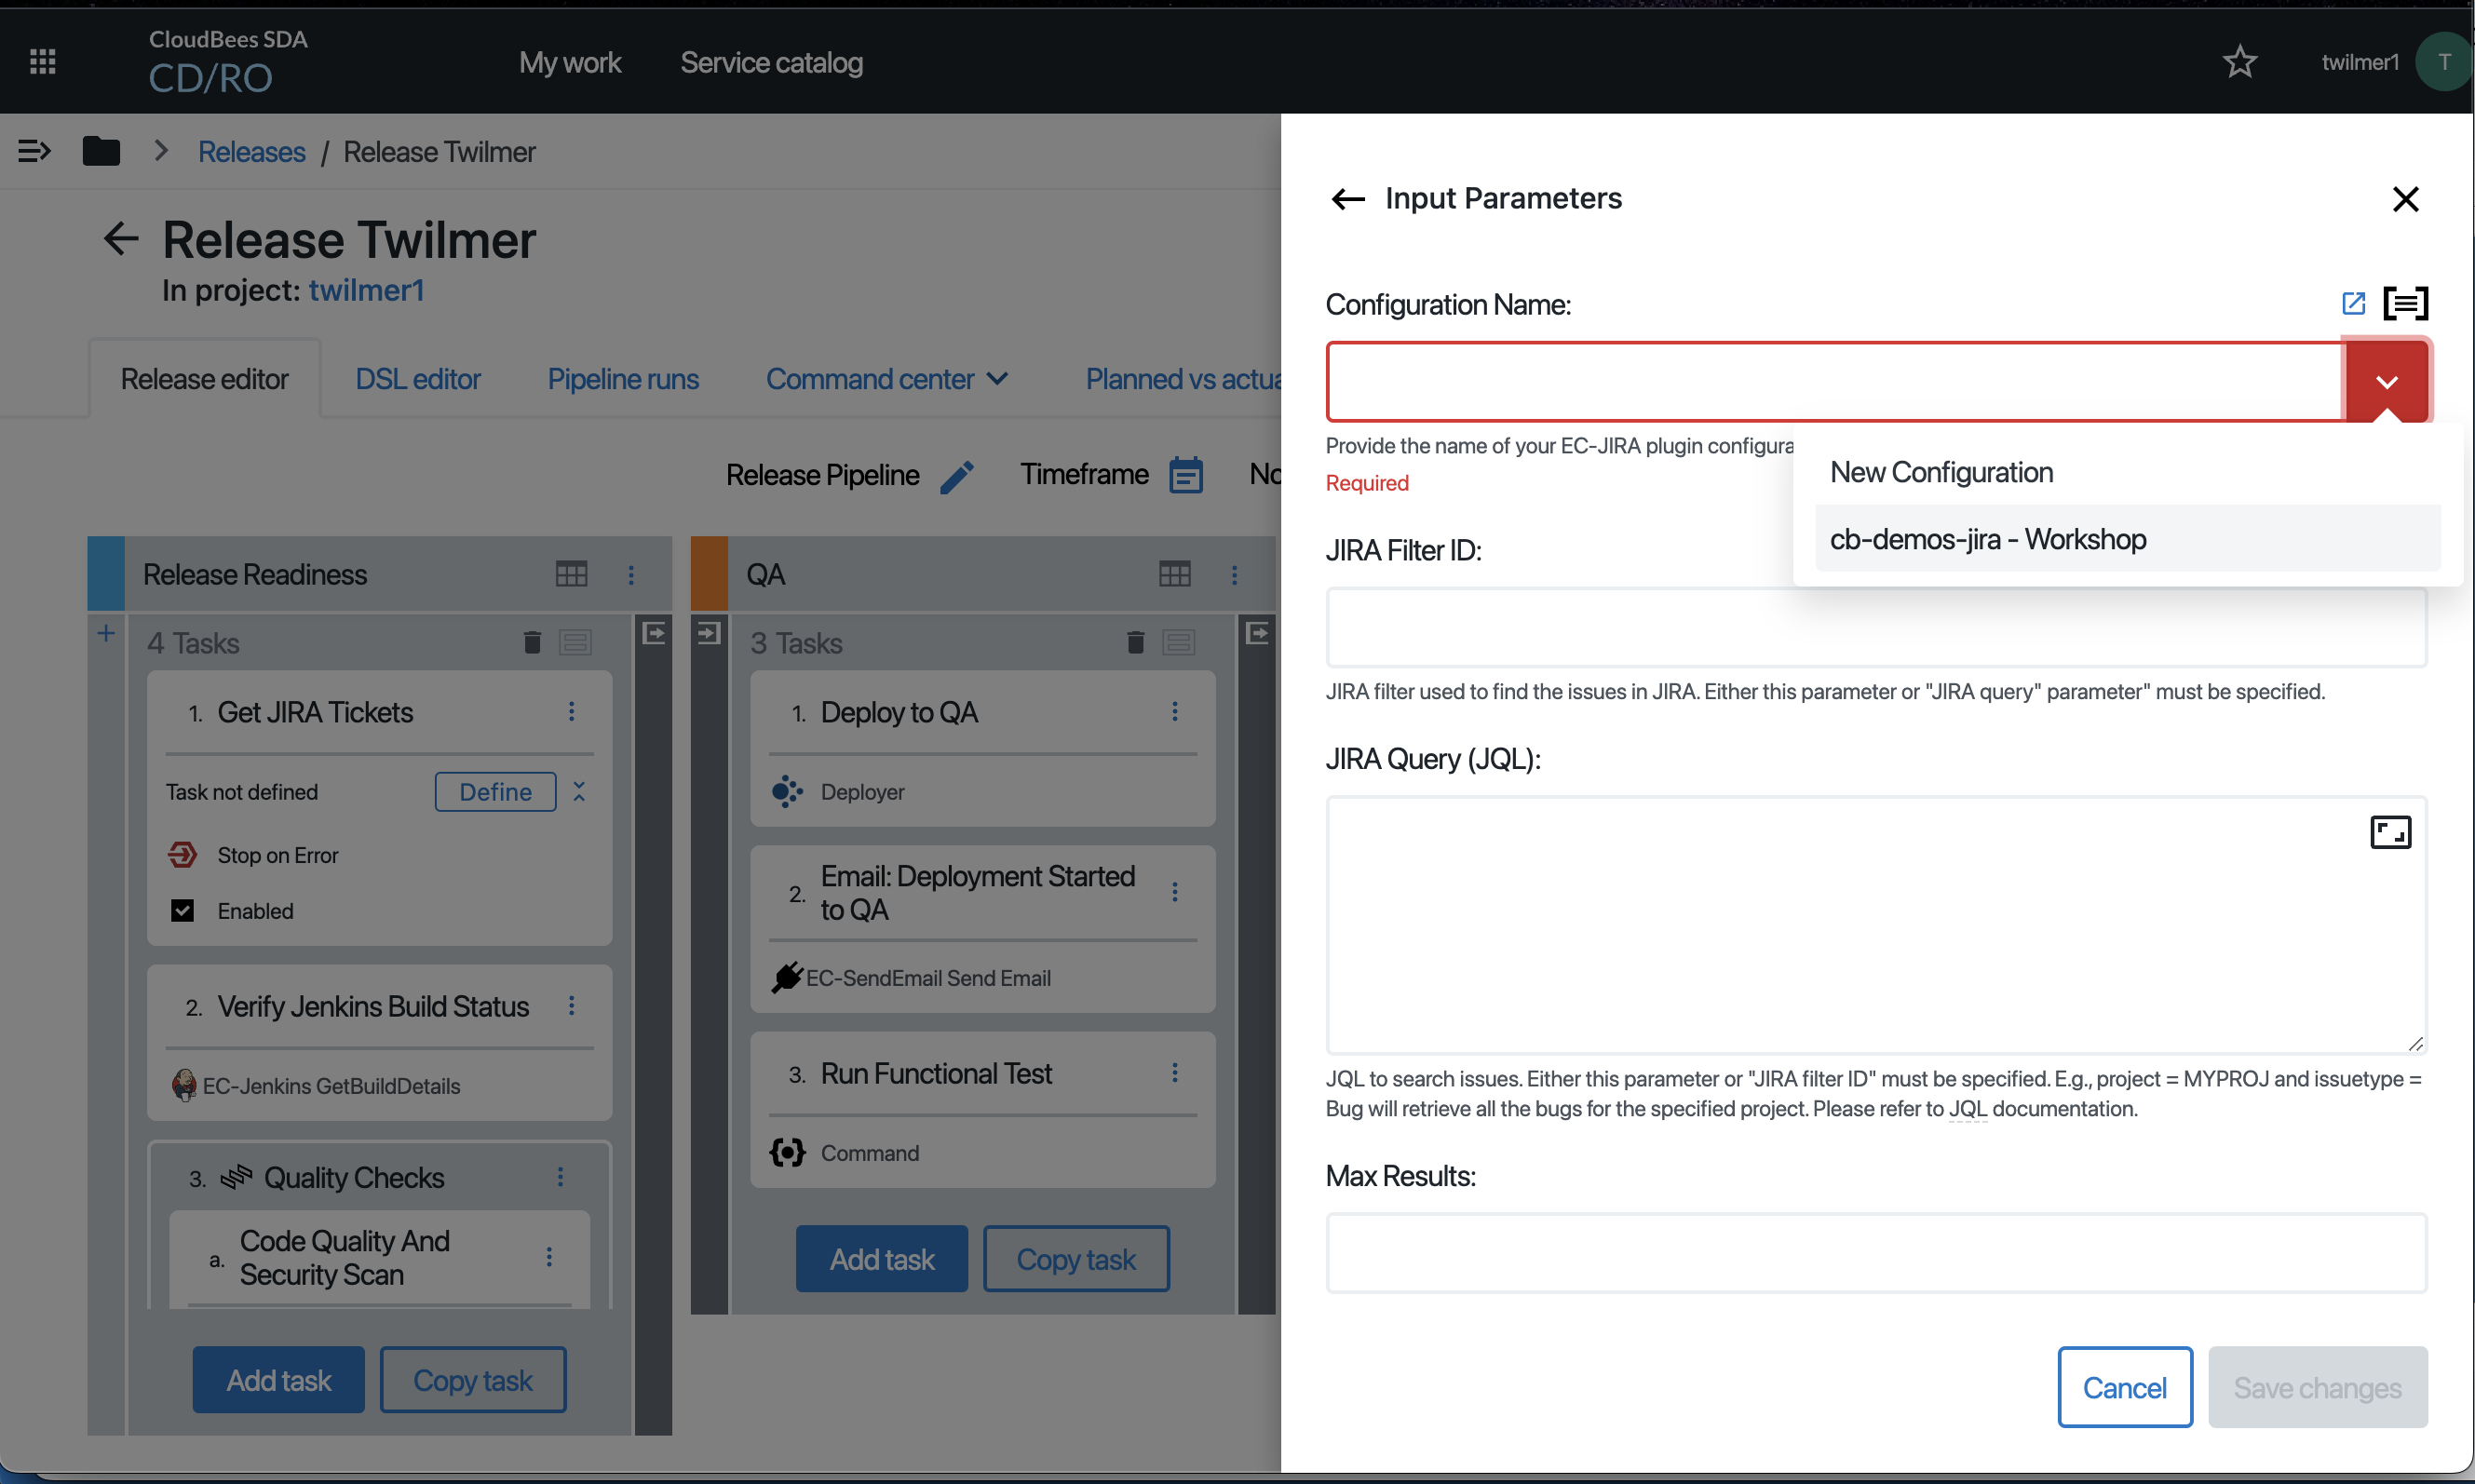 CloudBees SDA
CD/RO
My work
Service catalog
twilmer1
T
Releases / Release Twilmer
Release Twilmer
In project: twilmer1
Release editor
DSL editor
Pipeline runs
Command center
Planned vs actua
Release Pipeline
Timeframe
No
Release Readiness
4 Tasks
1. Get JIRA Tickets
Task not defined
Define
Stop on Error
Enabled
2. Verify Jenkins Build Status
EC-Jenkins GetBuildDetails
3. Quality Checks
a. Code Quality And
Security Scan
Add task
Copy task
QA
3 Tasks
1. Deploy to QA
Deployer
2. Email: Deployment Started
to QA
EC-SendEmail Send Email
3. Run Functional Test
Command
Add task
Copy task
Input Parameters
Configuration Name:
Provide the name of your EC-JIRA plugin configura
Required
New Configuration
cb-demos-jira - Workshop
JIRA Filter ID:
JIRA filter used to find the issues in JIRA. Either this parameter or "JIRA query" parameter" must be specified.
JIRA Query (JQL):
JQL to search issues. Either this parameter or "JIRA filter ID" must be specified. E.g., project = MYPROJ and issuetype =
Bug will retrieve all the bugs for the specified project. Please refer to JQL documentation.
Max Results:
Cancel
Save changes